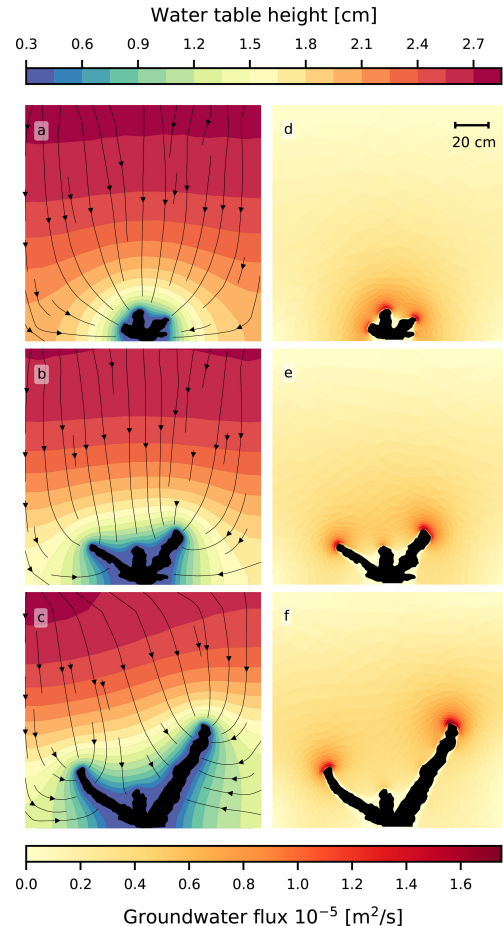 Water table height [cm]
0.3 0.6 0.9 1.2 1.5 1.8 2.1 2.4 2.7
a
d
20 cm
b
e
c
f
0.0 0.2 0.4 0.6 0.8 1.0 1.2 1.4 1.6
Groundwater flux 10⁻⁵ [m²/s]